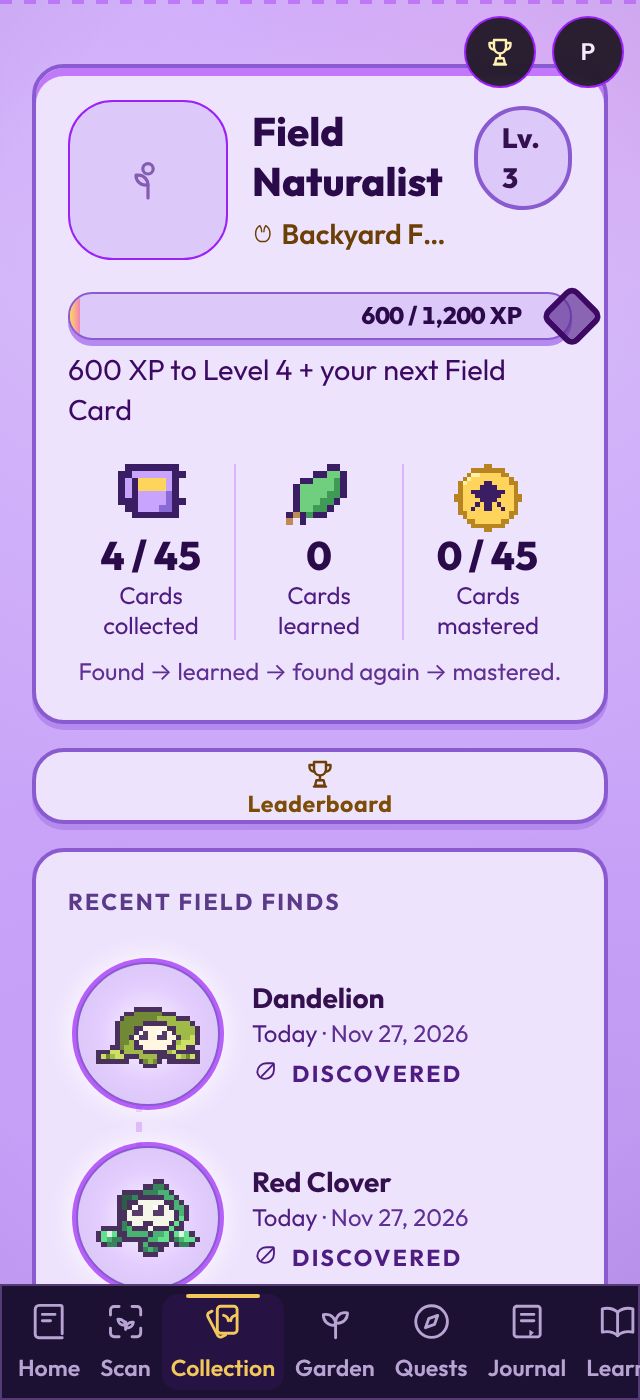 P
Field
Naturalist
Lv.
3
Backyard F...
600 / 1,200 XP
600 XP to Level 4 + your next Field
Card
4 / 45
Cards
collected
0
Cards
learned
0 / 45
Cards
mastered
Found → learned → found again → mastered.
Leaderboard
RECENT FIELD FINDS
Dandelion
Today · Nov 27, 2026
DISCOVERED
Red Clover
Today · Nov 27, 2026
DISCOVERED
Home Scan Collection Garden Quests Journal Learn